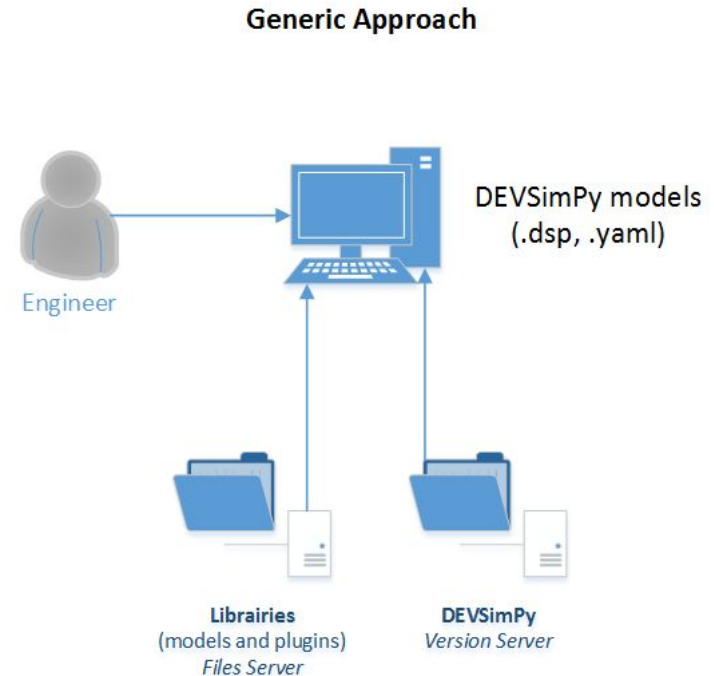 Generic Approach
DEVSimPy models
(.dsp, .yaml)
Engineer
Librairies
(models and plugins)
Files Server
DEVSimPy
Version Server